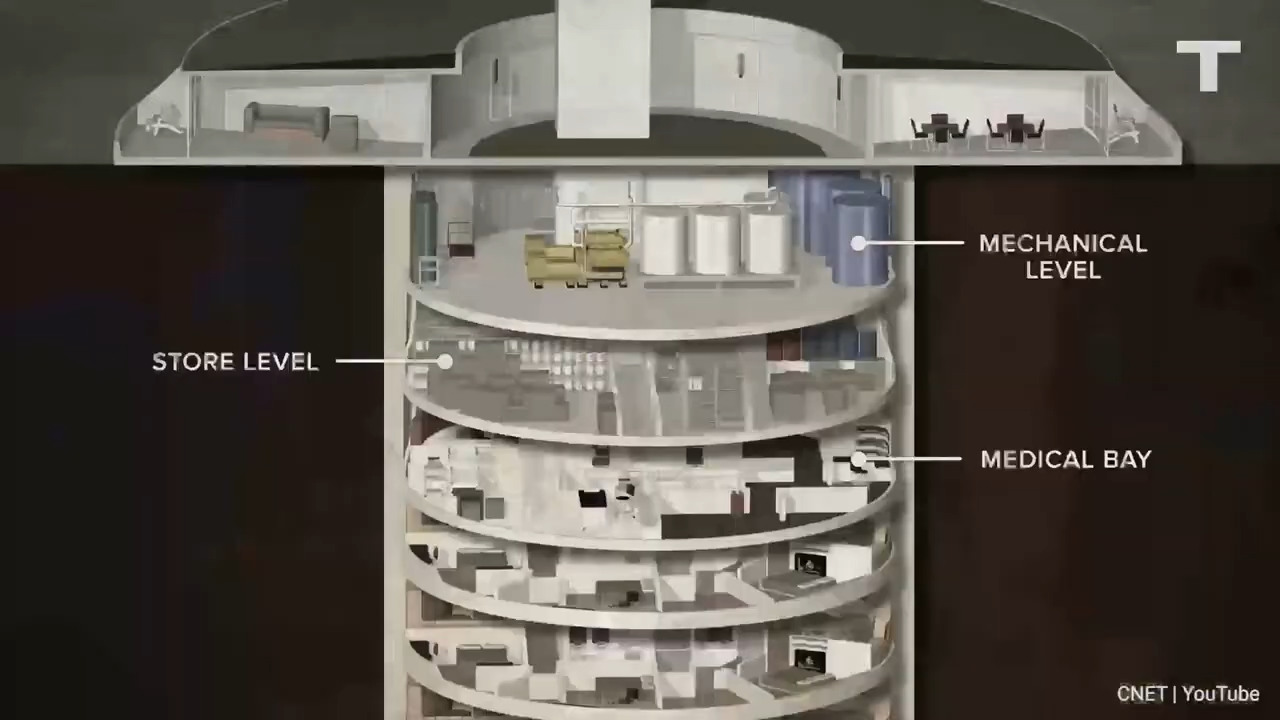 T
MECHANICAL
LEVEL
STORE LEVEL
MEDICAL BAY
CNET | YouTube